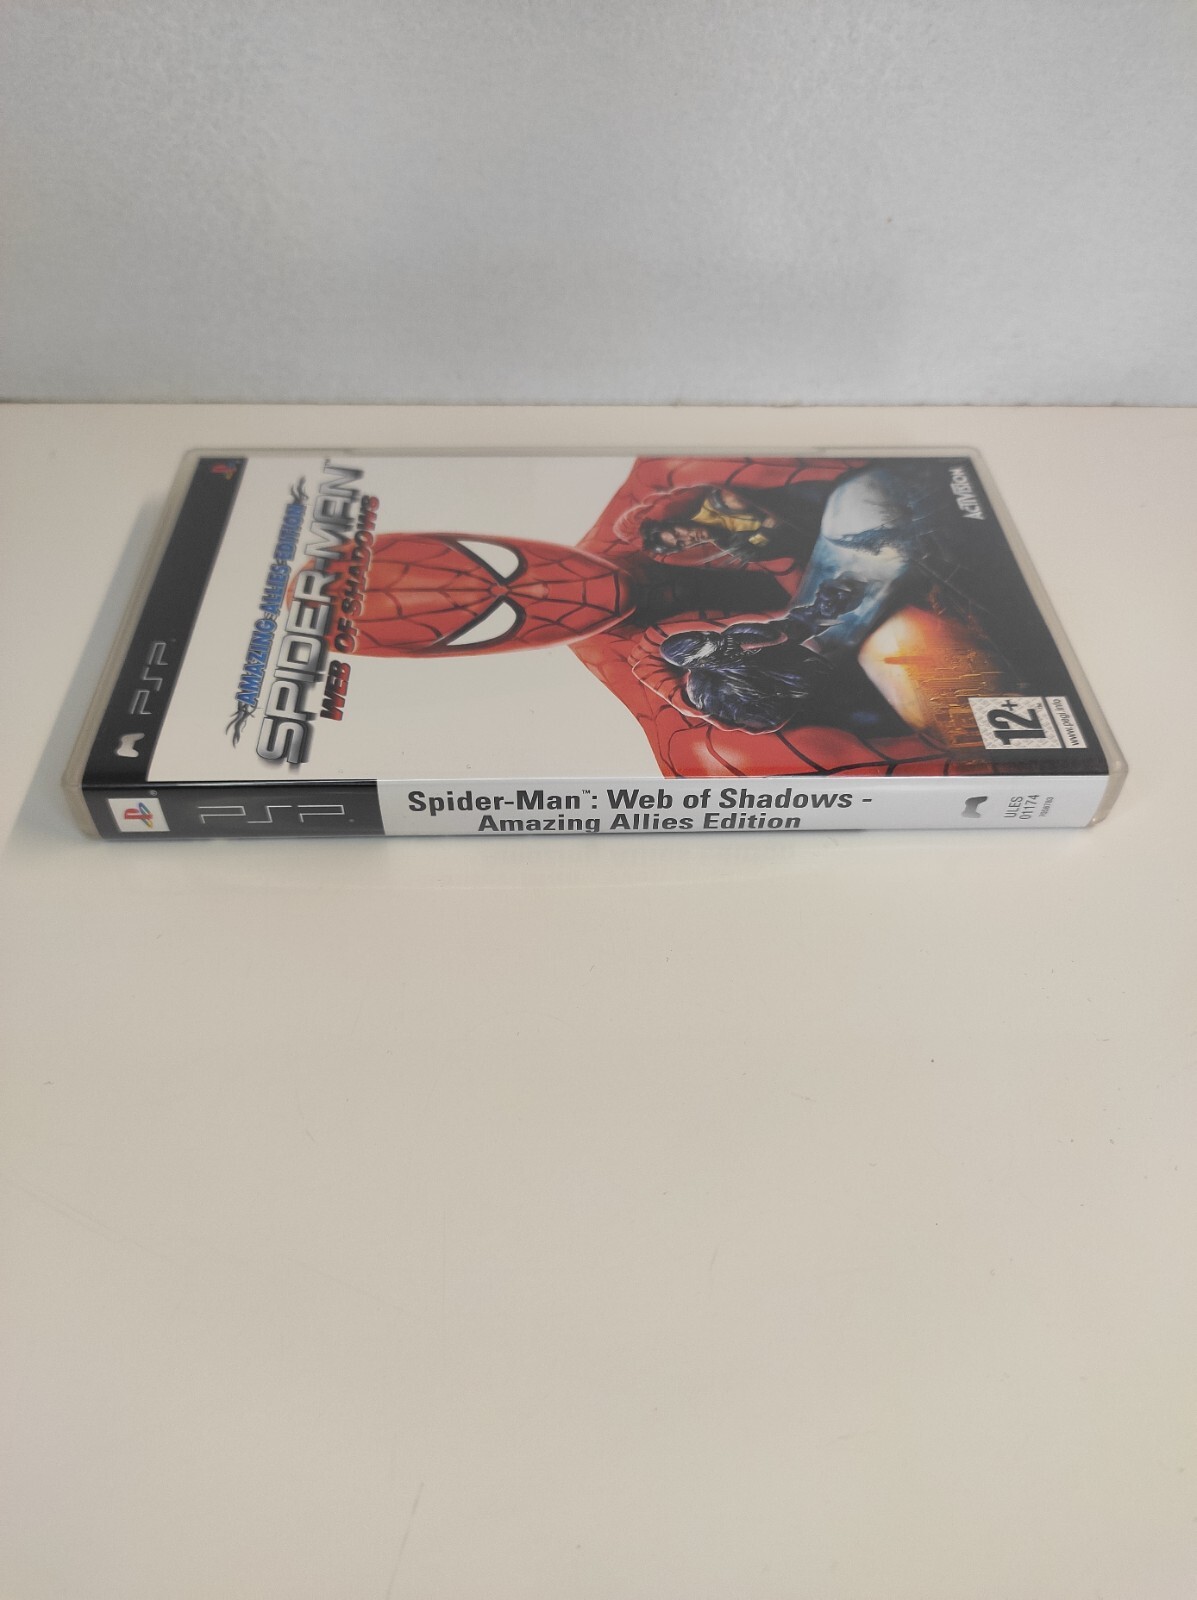 PSP
AMAZING ALLIES EDITION
SPIDER-MAN™
WEB OF SHADOWS
ACTIVISION
12+
www.pegi.info
PSP
Spider-Man™: Web of Shadows -
Amazing Allies Edition
ULES
01174